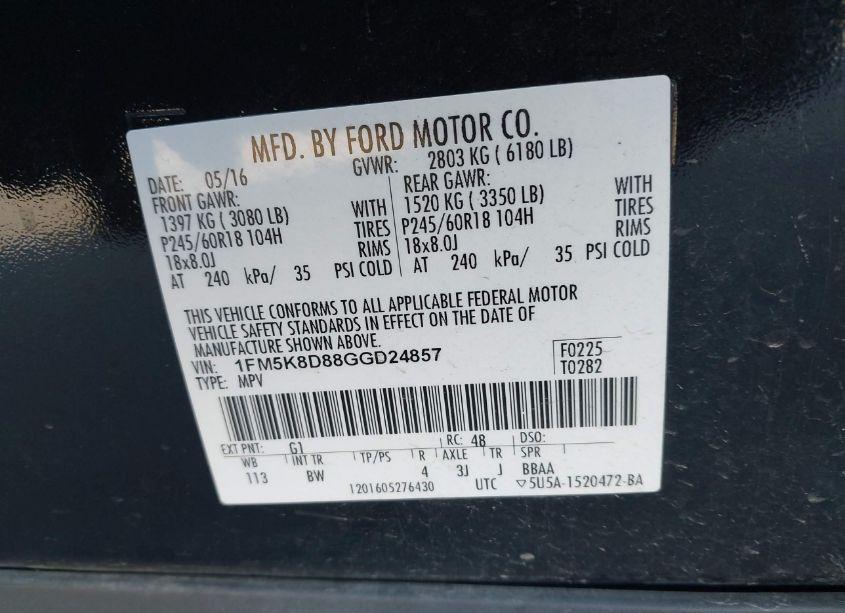 MFD. BY FORD MOTOR CO.
DATE: 05/16 GVWR: 2803 KG ( 6180 LB)
FRONT GAWR: REAR GAWR:
1397 KG ( 3080 LB) WITH 1520 KG ( 3350 LB) WITH
P245/60R18 104H TIRES P245/60R18 104H TIRES
18x8.0J RIMS 18x8.0J RIMS
AT 240 kPa/ 35 PSI COLD AT 240 kPa/ 35 PSI COLD
THIS VEHICLE CONFORMS TO ALL APPLICABLE FEDERAL MOTOR
VEHICLE SAFETY STANDARDS IN EFFECT ON THE DATE OF
MANUFACTURE SHOWN ABOVE.
VIN: 1FM5K8D88GGD24857 F0225
TYPE: MPV T0282
EXT PNT: G1 RC: 48 DSO:
WB INT TR TP/PS R AXLE TR SPR
113 BW 4 3J J BBAA
1201605276430 UTC ▽5U5A-1520472-BA